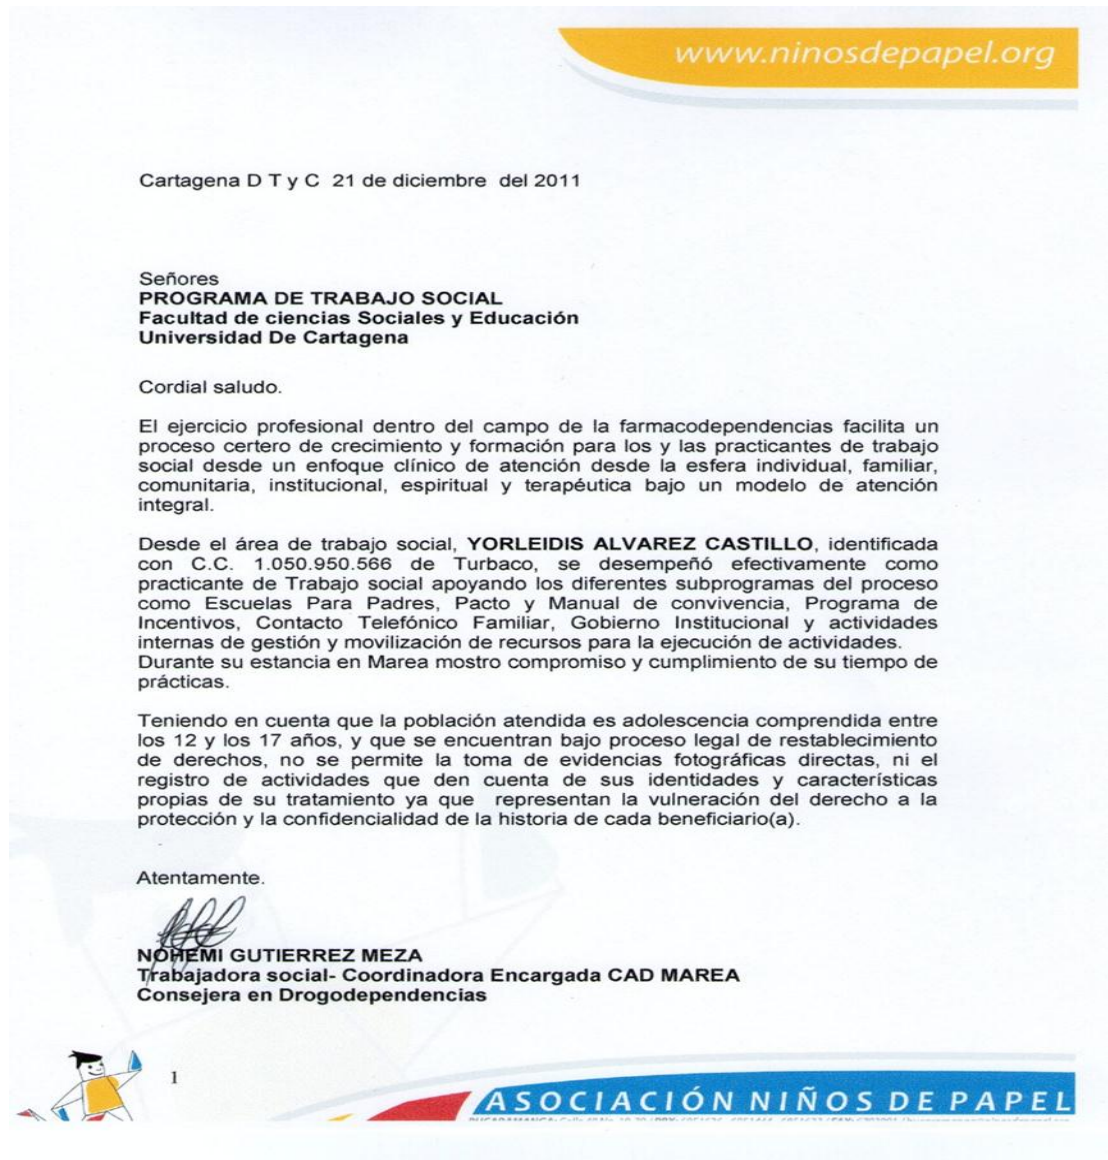 www.ninosdepapel.org
Cartagena D T y C 21 de diciembre del 2011
Señores
PROGRAMA DE TRABAJO SOCIAL
Facultad de ciencias Sociales y Educación
Universidad De Cartagena
Cordial saludo.
El ejercicio profesional dentro del campo de la farmacodependencias facilita un
proceso certero de crecimiento y formación para los y las practicantes de trabajo
social desde un enfoque clínico de atención desde la esfera individual, familiar,
comunitaria, institucional, espiritual y terapéutica bajo un modelo de atención
integral.
Desde el área de trabajo social, YORLEIDIS ALVAREZ CASTILLO, identificada
con C.C. 1.050.950.566 de Turbaco, se desempeñó efectivamente como
practicante de Trabajo social apoyando los diferentes subprogramas del proceso
como Escuelas Para Padres, Pacto y Manual de convivencia, Programa de
Incentivos, Contacto Telefónico Familiar, Gobierno Institucional y actividades
internas de gestión y movilización de recursos para la ejecución de actividades.
Durante su estancia en Marea mostro compromiso y cumplimiento de su tiempo de
prácticas.
Teniendo en cuenta que la población atendida es adolescencia comprendida entre
los 12 y los 17 años, y que se encuentran bajo proceso legal de restablecimiento
de derechos, no se permite la toma de evidencias fotográficas directas, ni el
registro de actividades que den cuenta de sus identidades y características
propias de su tratamiento ya que representan la vulneración del derecho a la
protección y la confidencialidad de la historia de cada beneficiario(a).
Atentamente.
NOHEMI GUTIERREZ MEZA
Trabajadora social- Coordinadora Encargada CAD MAREA
Consejera en Drogodependencias
1
ASOCIACIÓN NIÑOS DE PAPEL